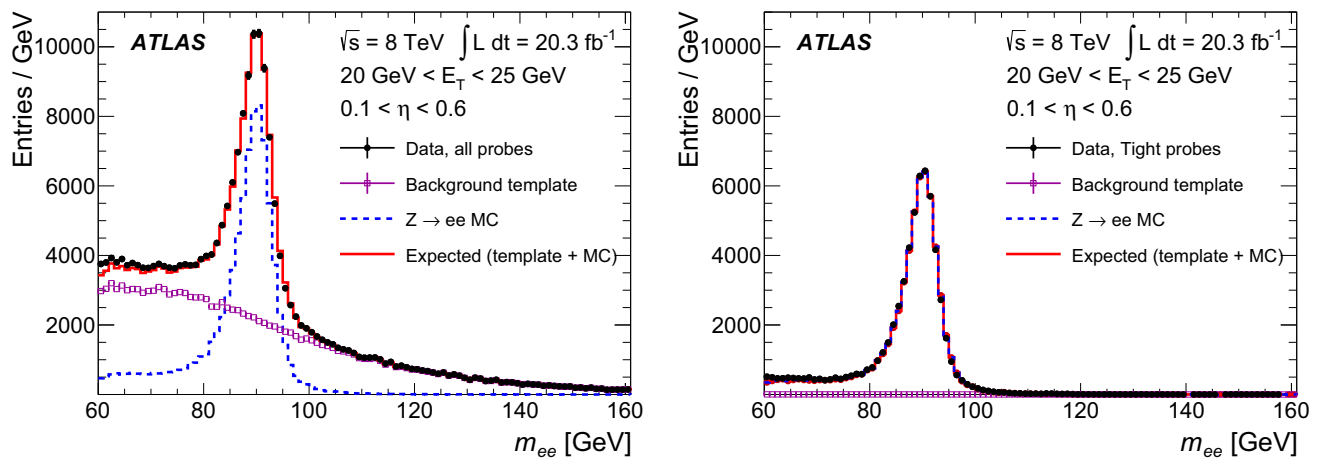 Entries / GeV
10000
8000
6000
4000
2000
60 80 100 120 140 160
m_ee [GeV]
ATLAS
√s = 8 TeV ∫L dt = 20.3 fb⁻¹
20 GeV < E_T < 25 GeV
0.1 < η < 0.6
Data, all probes
Background template
Z → ee MC
Expected (template + MC)
Entries / GeV
10000
8000
6000
4000
2000
60 80 100 120 140 160
m_ee [GeV]
ATLAS
√s = 8 TeV ∫L dt = 20.3 fb⁻¹
20 GeV < E_T < 25 GeV
0.1 < η < 0.6
Data, Tight probes
Background template
Z → ee MC
Expected (template + MC)